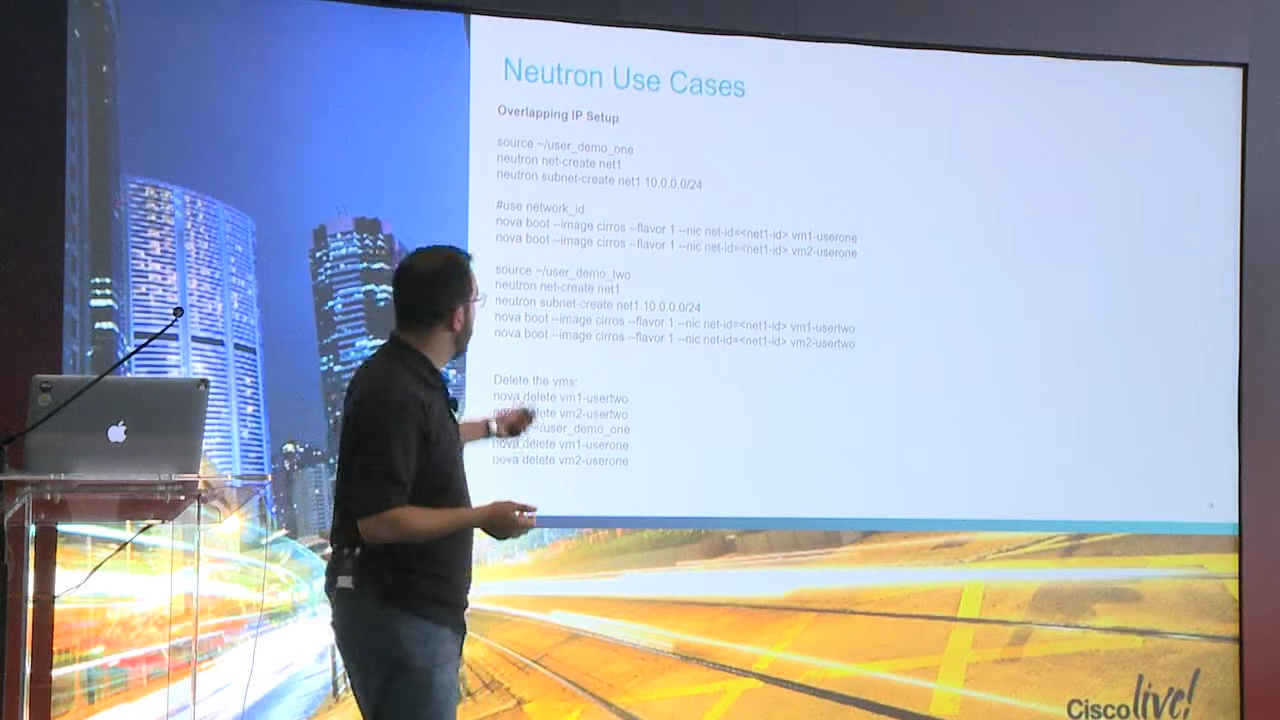 Neutron Use Cases
Overlapping IP Setup
source ~/user_demo_one
neutron net-create net1
neutron subnet-create net1 10.0.0.0/24
#use network_id
nova boot --image cirros --flavor 1 --nic net-id=<net1-id> vm1-userone
nova boot --image cirros --flavor 1 --nic net-id=<net1-id> vm2-userone
source ~/user_demo_two
neutron net-create net1
neutron subnet-create net1 10.0.0.0/24
nova boot --image cirros --flavor 1 --nic net-id=<net1-id> vm1-usertwo
nova boot --image cirros --flavor 1 --nic net-id=<net1-id> vm2-usertwo
Delete the vms:
nova delete vm1-usertwo
nova delete vm2-usertwo
~/user_demo_one
nova delete vm1-userone
nova delete vm2-userone
Cisco live!